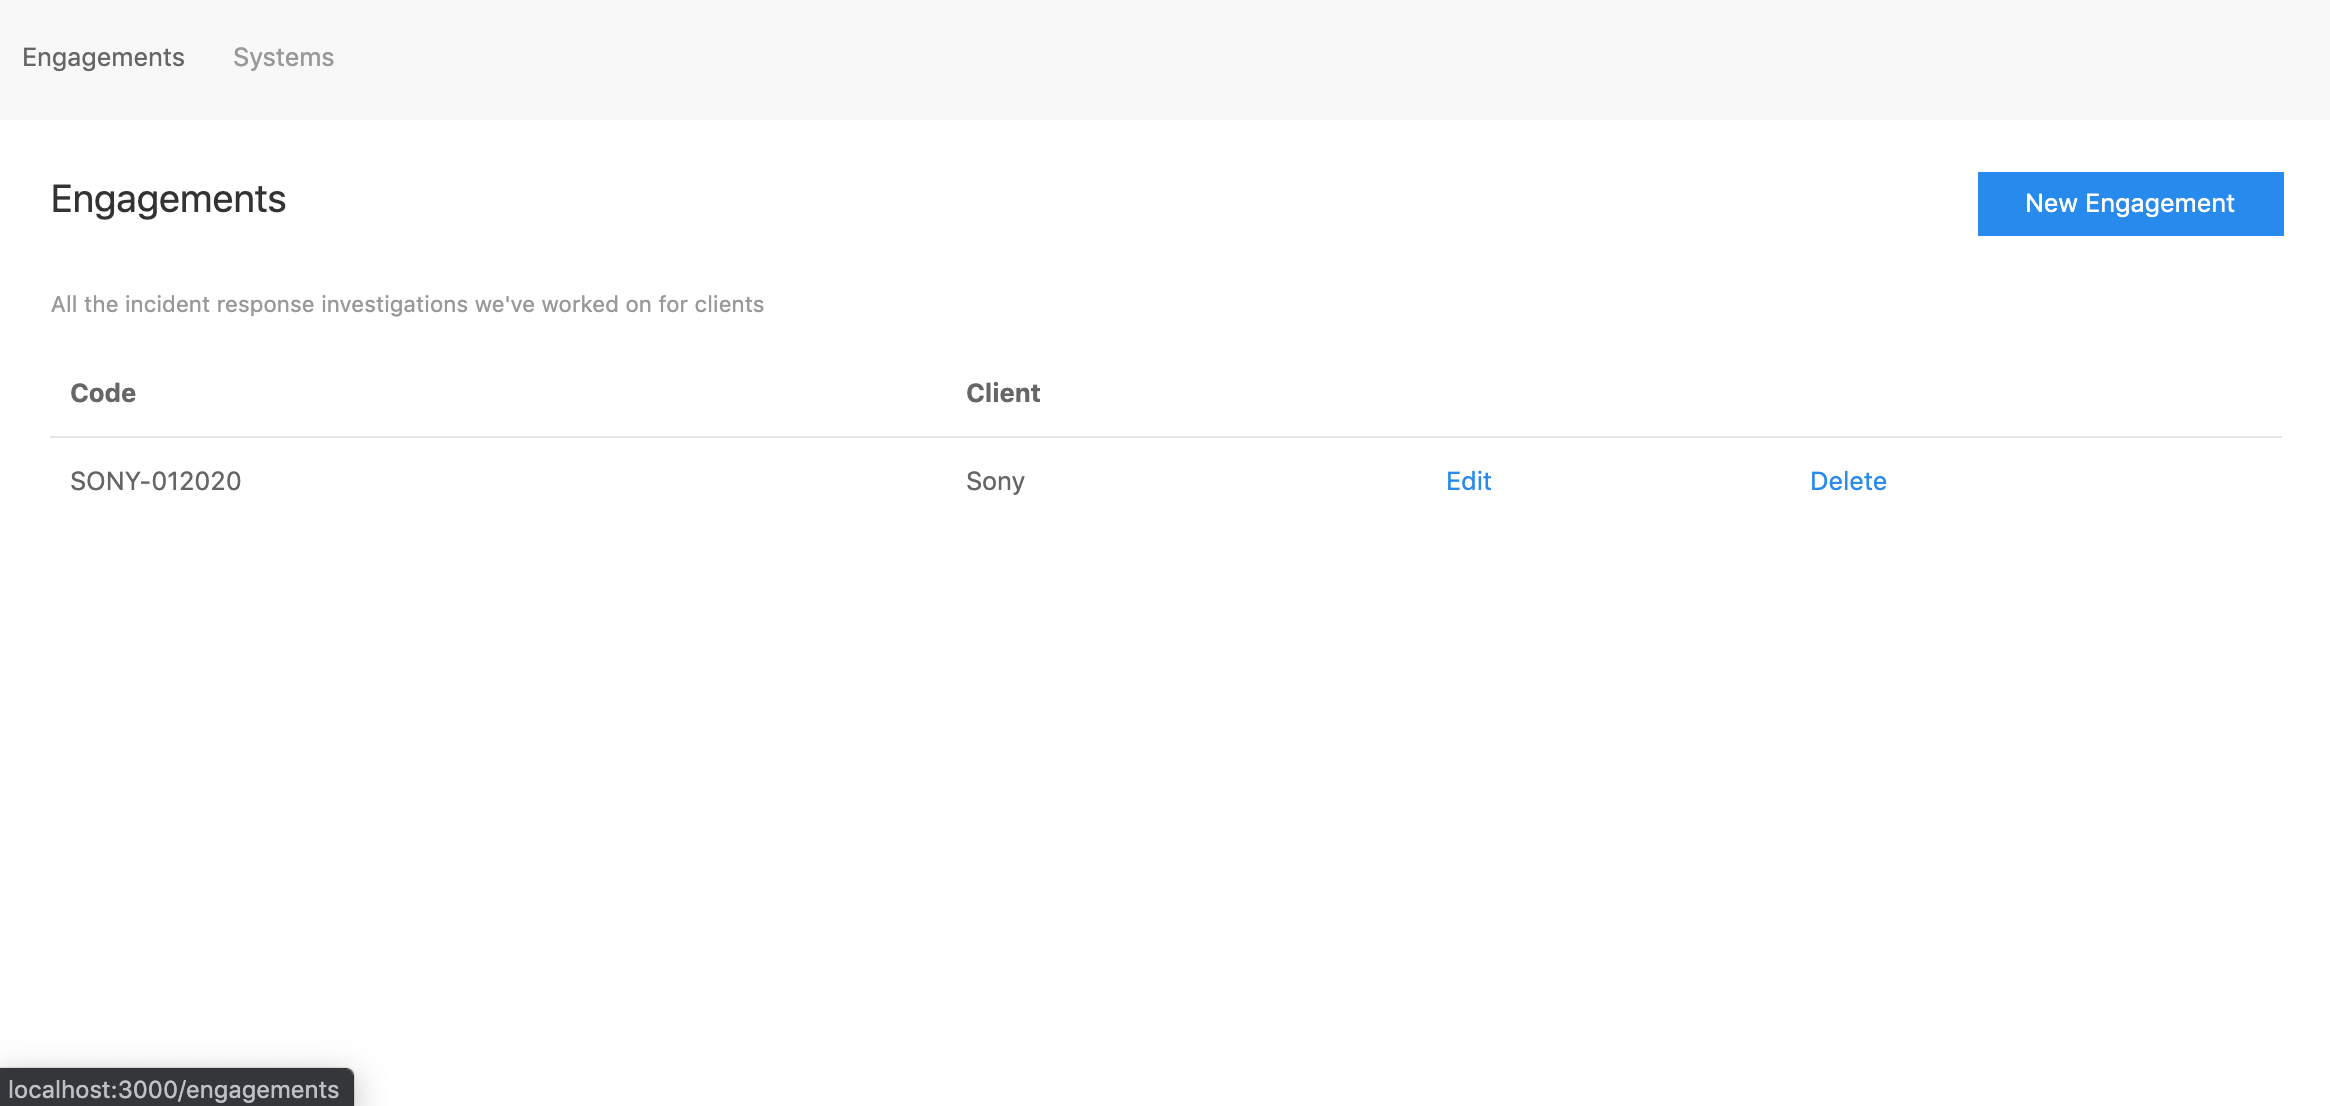 Engagements Systems
Engagements
New Engagement
All the incident response investigations we've worked on for clients
Code Client
SONY-012020 Sony Edit Delete
localhost:3000/engagements